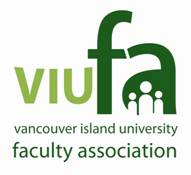 VIUfa
vancouver island university
faculty association